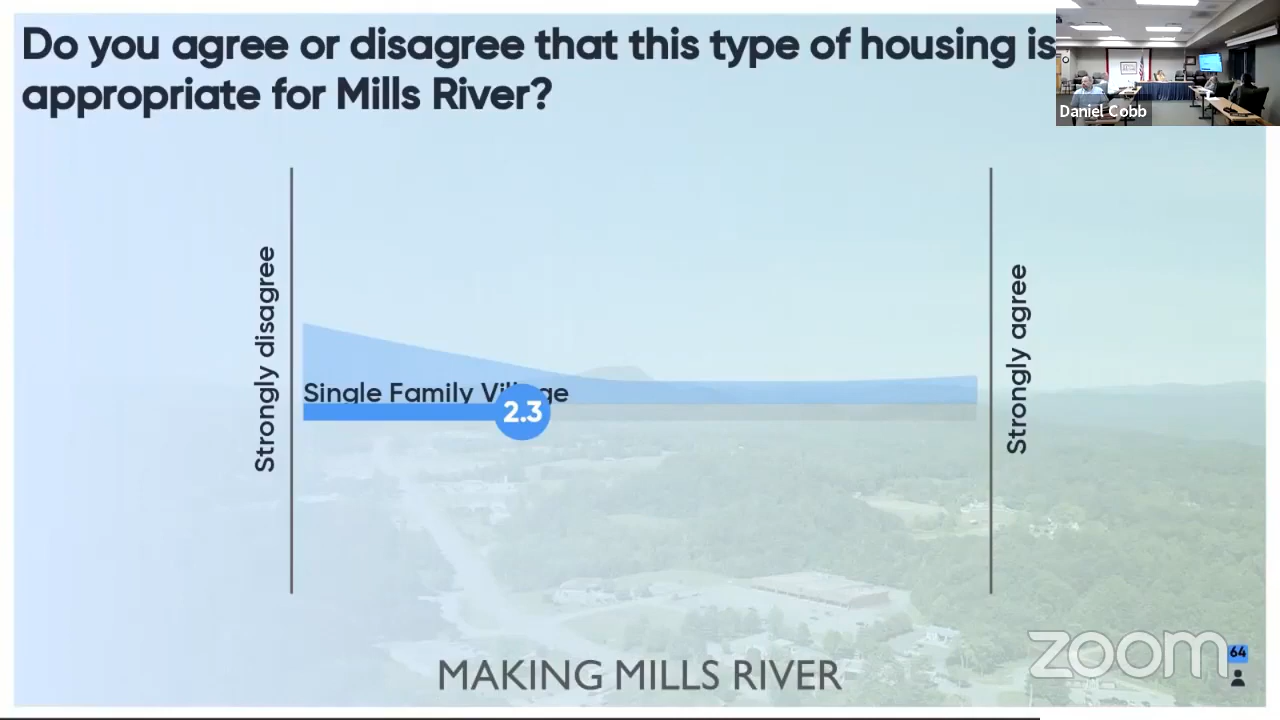 Do you agree or disagree that this type of housing is
appropriate for Mills River?
Daniel Cobb
Strongly disagree
Single Family Village
2.3
Strongly agree
MAKING MILLS RIVER
zoom
64